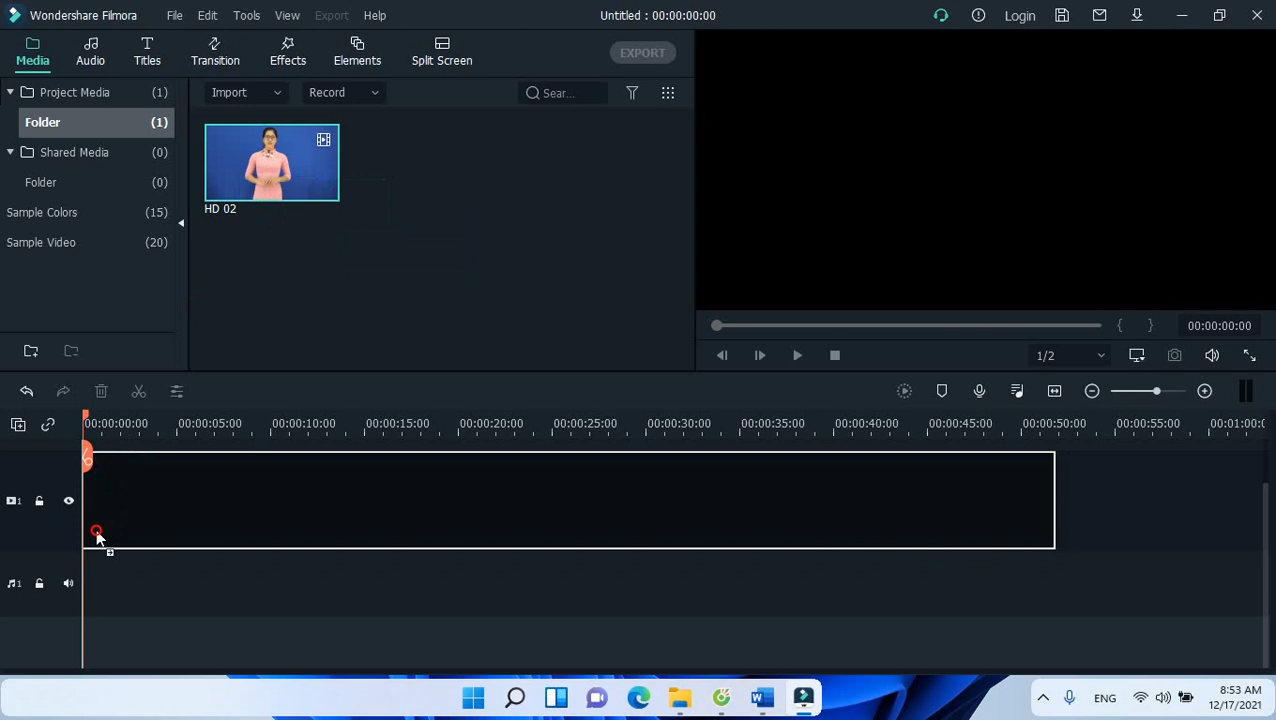 Wondershare Filmora File Edit Tools View Export Help Untitled : 00:00:00:00 Login
Media Audio Titles Transition Effects Elements Split Screen EXPORT
Project Media (1)
Folder (1)
Shared Media (0)
Folder (0)
Sample Colors (15)
Sample Video (20)
Import Record Sear...
HD 02
{ } 00:00:00:00
1/2
00:00:00:00 00:00:05:00 00:00:10:00 00:00:15:00 00:00:20:00 00:00:25:00 00:00:30:00 00:00:35:00 00:00:40:00 00:00:45:00 00:00:50:00 00:00:55:00 00:01:00:0
1
1
ENG 8:53 AM
12/17/2021